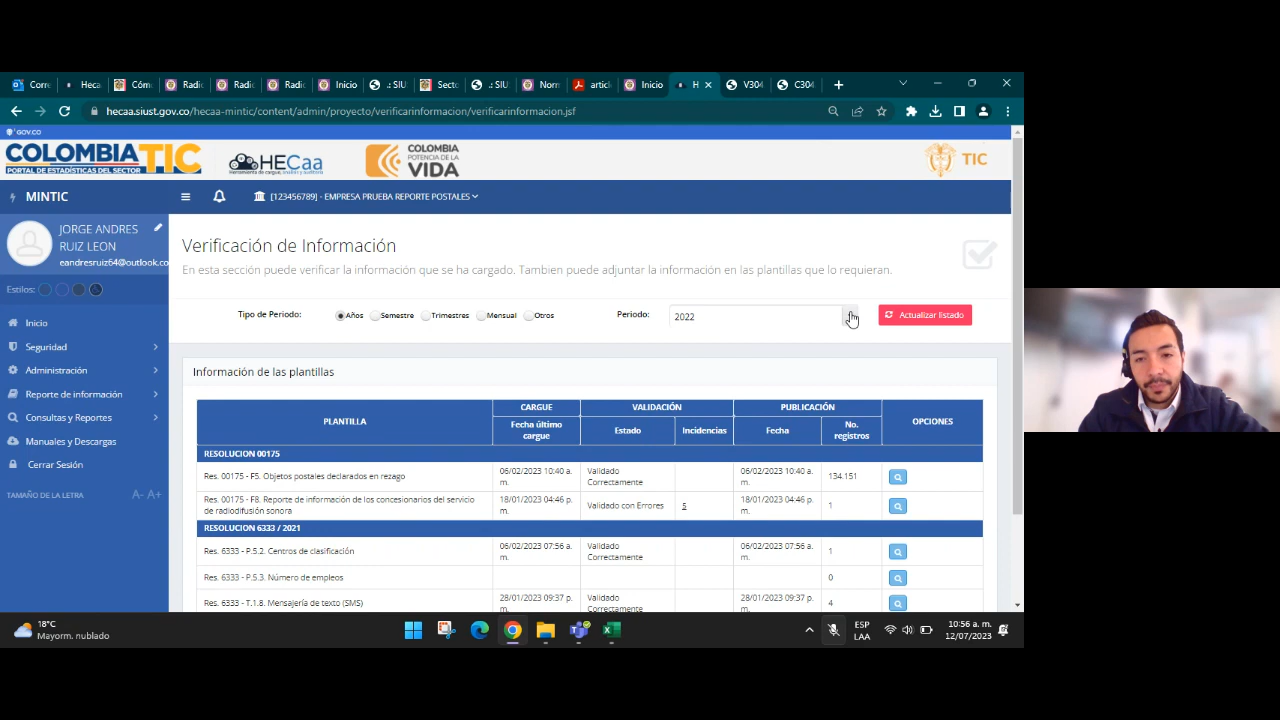 Corre
Heca
Cómo
Radic
Radic
Radic
Inicio
.: SIU
Secto
.: SIU
Norn
artic
Inicio
H
V304
C304
hecaa.siust.gov.co/hecaa-mintic/content/admin/proyecto/verificarinformacion/verificarinformacion.jsf
GOV.CO
COLOMBIA TIC
PORTAL DE ESTADÍSTICAS DEL SECTOR
HECaa
Herramienta de cargue, análisis y auditoría
COLOMBIA
POTENCIA DE LA
VIDA
TIC
MINTIC
[123456789] - EMPRESA PRUEBA REPORTE POSTALES
JORGE ANDRES
RUIZ LEON
eandresruiz64@outlook.co
Estilos:
Inicio
Seguridad
Administración
Reporte de información
Consultas y Reportes
Manuales y Descargas
Cerrar Sesión
TAMAÑO DE LA LETRA
A- A+
Verificación de Información
En esta sección puede verificar la información que se ha cargado. Tambien puede adjuntar la información en las plantillas que lo requieran.
Tipo de Periodo:
Años
Semestre
Trimestres
Mensual
Otros
Periodo:
2022
Actualizar listado
Información de las plantillas
PLANTILLA
CARGUE
VALIDACIÓN
PUBLICACIÓN
OPCIONES
Fecha último
cargue
Estado
Incidencias
Fecha
No.
registros
RESOLUCION 00175
Res. 00175 - F5. Objetos postales declarados en rezago
06/02/2023 10:40 a.
m.
Validado
Correctamente
06/02/2023 10:40 a.
m.
134.151
Res. 00175 - F8. Reporte de información de los concesionarios del servicio
de radiodifusión sonora
18/01/2023 04:46 p.
m.
Validado con Errores
5
18/01/2023 04:46 p.
m.
1
RESOLUCION 6333 / 2021
Res. 6333 - P.5.2. Centros de clasificación
06/02/2023 07:56 a.
m.
Validado
Correctamente
06/02/2023 07:56 a.
m.
1
Res. 6333 - P.5.3. Número de empleos
0
Res. 6333 - T.1.8. Mensajería de texto (SMS)
28/01/2023 09:37 p.
m.
Validado
Correctamente
28/01/2023 09:37 p.
m.
4
18°C
Mayorm. nublado
ESP
LAA
10:56 a. m.
12/07/2023